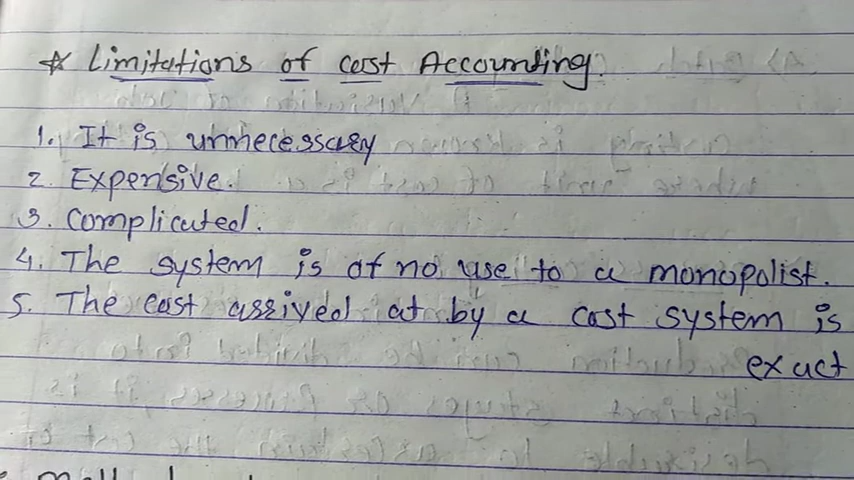 * Limitations of cost Accounting.
1. It is unnecessary
2. Expensive.
3. Complicated.
4. The system is of no use to a monopolist.
5. The cost arrived at by a cost system is
exact